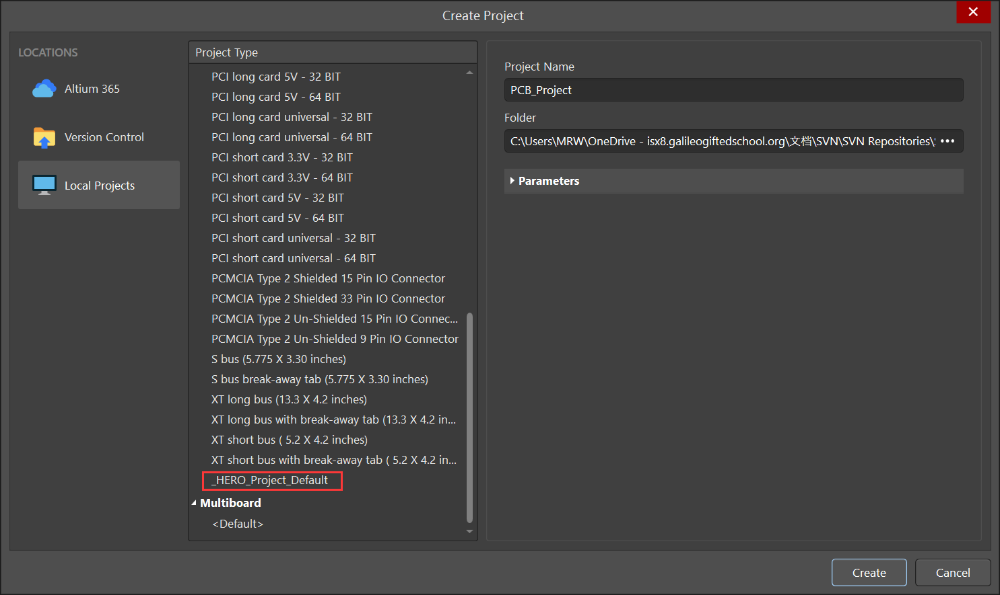 Create Project
LOCATIONS
Altium 365
Version Control
Local Projects
Project Type
PCI long card 5V - 32 BIT
PCI long card 5V - 64 BIT
PCI long card universal - 32 BIT
PCI long card universal - 64 BIT
PCI short card 3.3V - 32 BIT
PCI short card 3.3V - 64 BIT
PCI short card 5V - 32 BIT
PCI short card 5V - 64 BIT
PCI short card universal - 32 BIT
PCI short card universal - 64 BIT
PCMCIA Type 2 Shielded 15 Pin IO Connector
PCMCIA Type 2 Shielded 33 Pin IO Connector
PCMCIA Type 2 Un-Shielded 15 Pin IO Connec...
PCMCIA Type 2 Un-Shielded 9 Pin IO Connector
S bus (5.775 X 3.30 inches)
S bus break-away tab (5.775 X 3.30 inches)
XT long bus (13.3 X 4.2 inches)
XT long bus with break-away tab (13.3 X 4.2 in...
XT short bus ( 5.2 X 4.2 inches)
XT short bus with break-away tab ( 5.2 X 4.2 in...
_HERO_Project_Default
Multiboard
<Default>
Project Name
PCB_Project
Folder
C:\Users\MRW\OneDrive - isx8.galileogiftedschool.org\文档\SVN\SVN Repositories\
Parameters
Create
Cancel